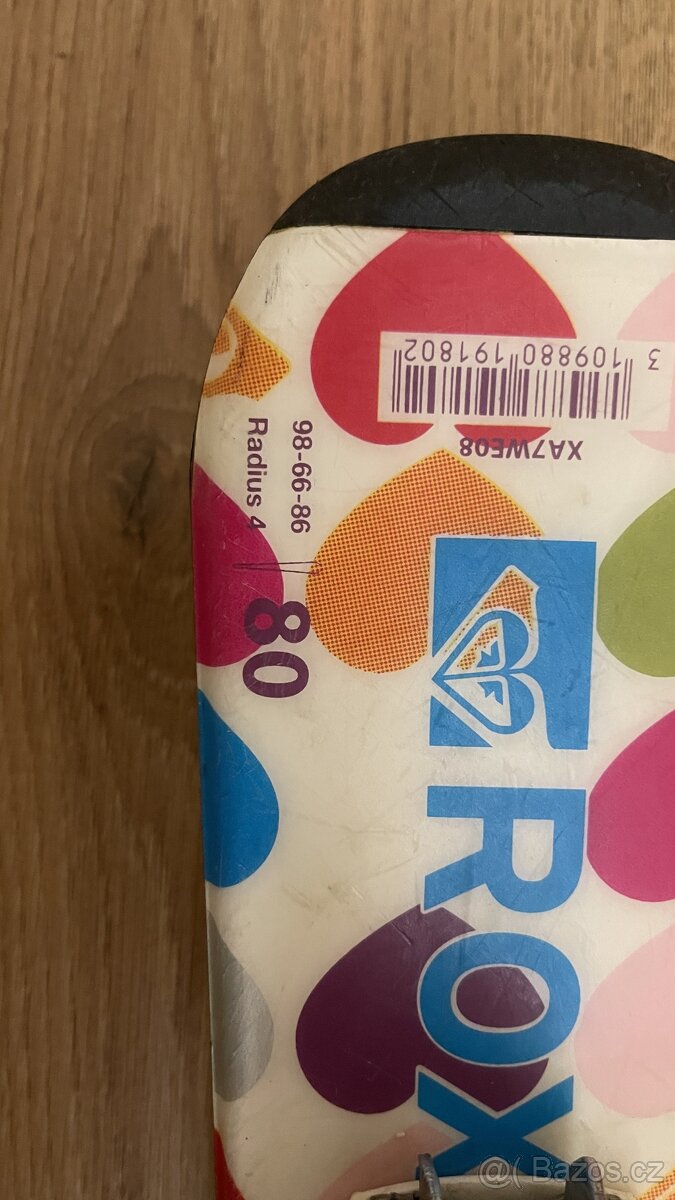 3 109880 191802
XA7WE08
98-66-86
Radius 4
80
ROX
@( Bazos.cz